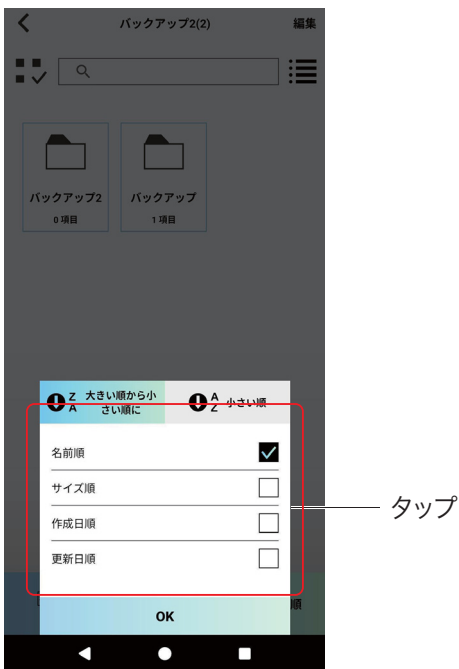 バックアップ2(2)
編集
バックアップ2
0 項目
バックアップ
1 項目
Z A 大きい順から小さい順に
A Z 小さい順
名前順
サイズ順
作成日順
更新日順
タップ
順
OK